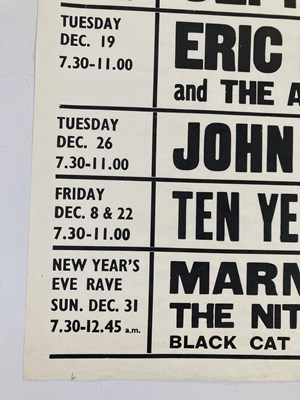 TUESDAY
DEC. 19
7.30-11.00
ERIC
and THE
TUESDAY
DEC. 26
7.30-11.00
JOHN
FRIDAY
DEC. 8 & 22
7.30-11.00
TEN YE
NEW YEAR'S
EVE RAVE
SUN. DEC. 31
7.30-12.45 a.m.
MARN
THE NIT
BLACK CAT